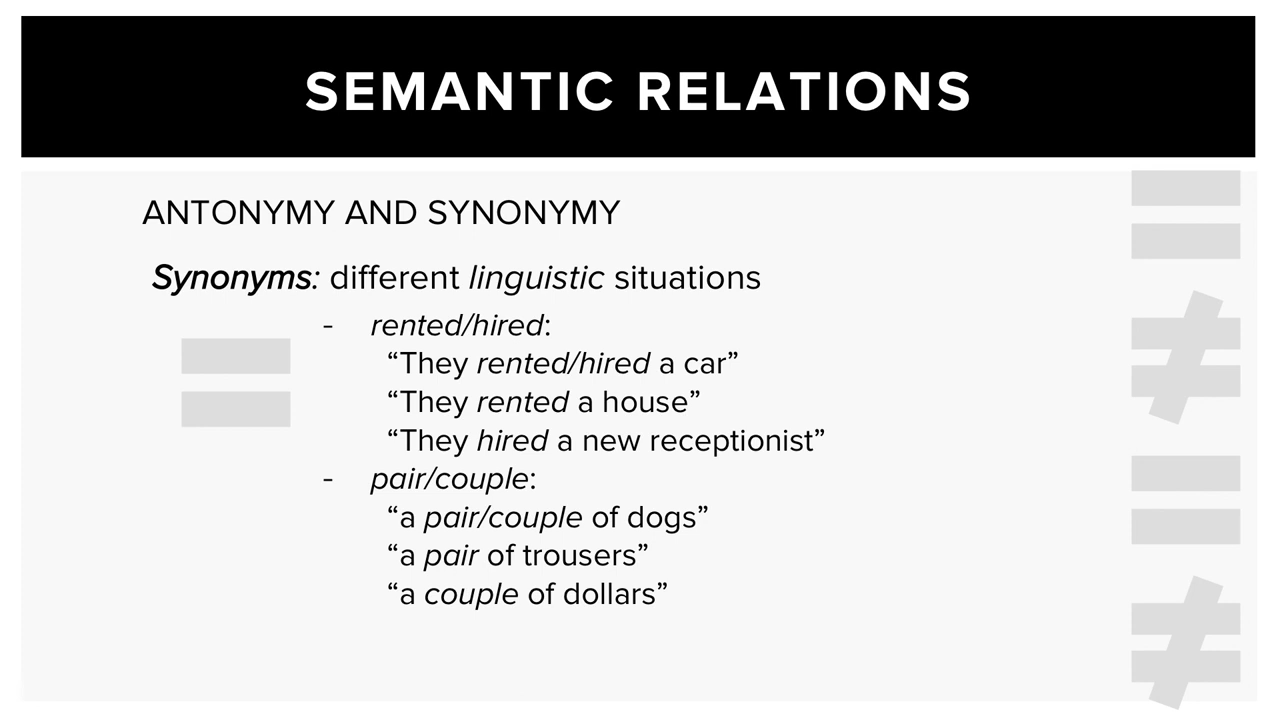 SEMANTIC RELATIONS
ANTONYMY AND SYNONYMY
Synonyms: different linguistic situations
- rented/hired:
“They rented/hired a car”
“They rented a house”
“They hired a new receptionist”
- pair/couple:
“a pair/couple of dogs”
“a pair of trousers”
“a couple of dollars”